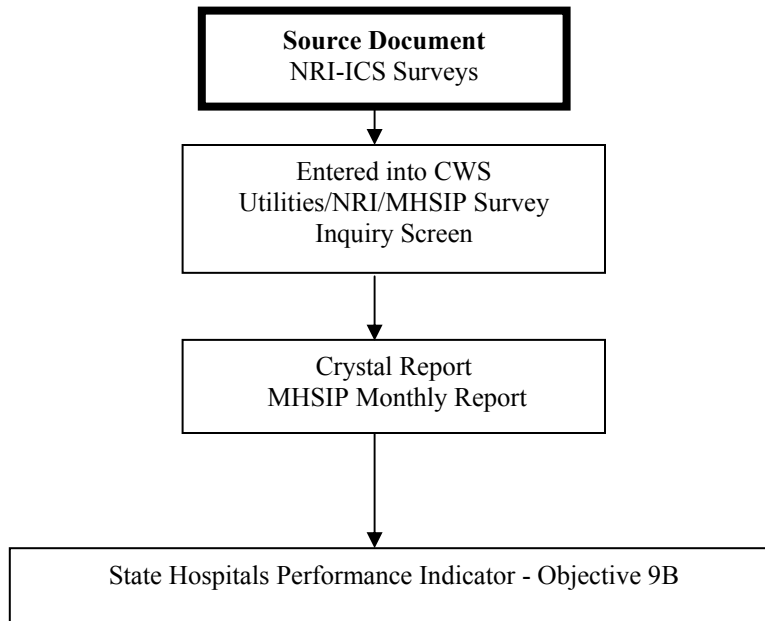 Source Document
NRI-ICS Surveys
Entered into CWS
Utilities/NRI/MHSIP Survey
Inquiry Screen
Crystal Report
MHSIP Monthly Report
State Hospitals Performance Indicator - Objective 9B